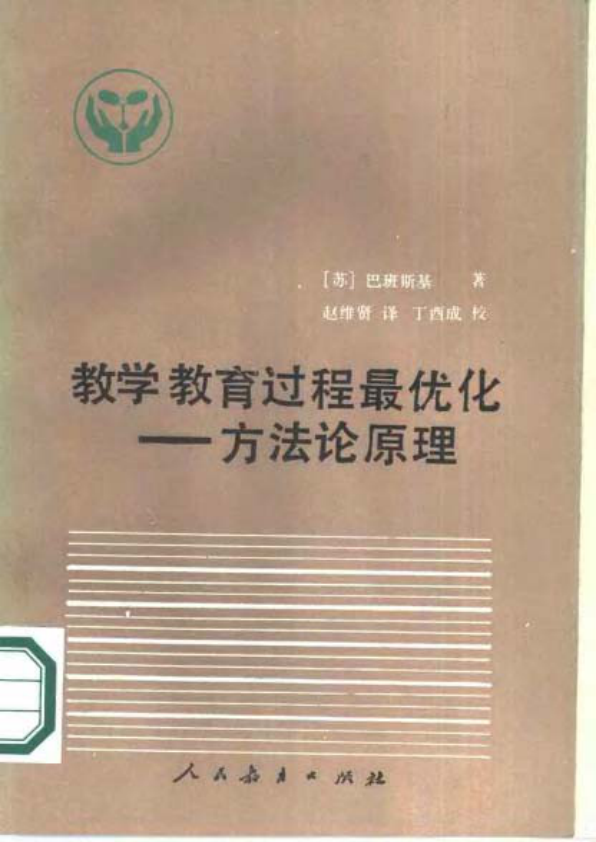 [苏] 巴班斯基 著
赵维贤 译 丁酉成 校
教学教育过程最优化
——方法论原理
人民教育出版社